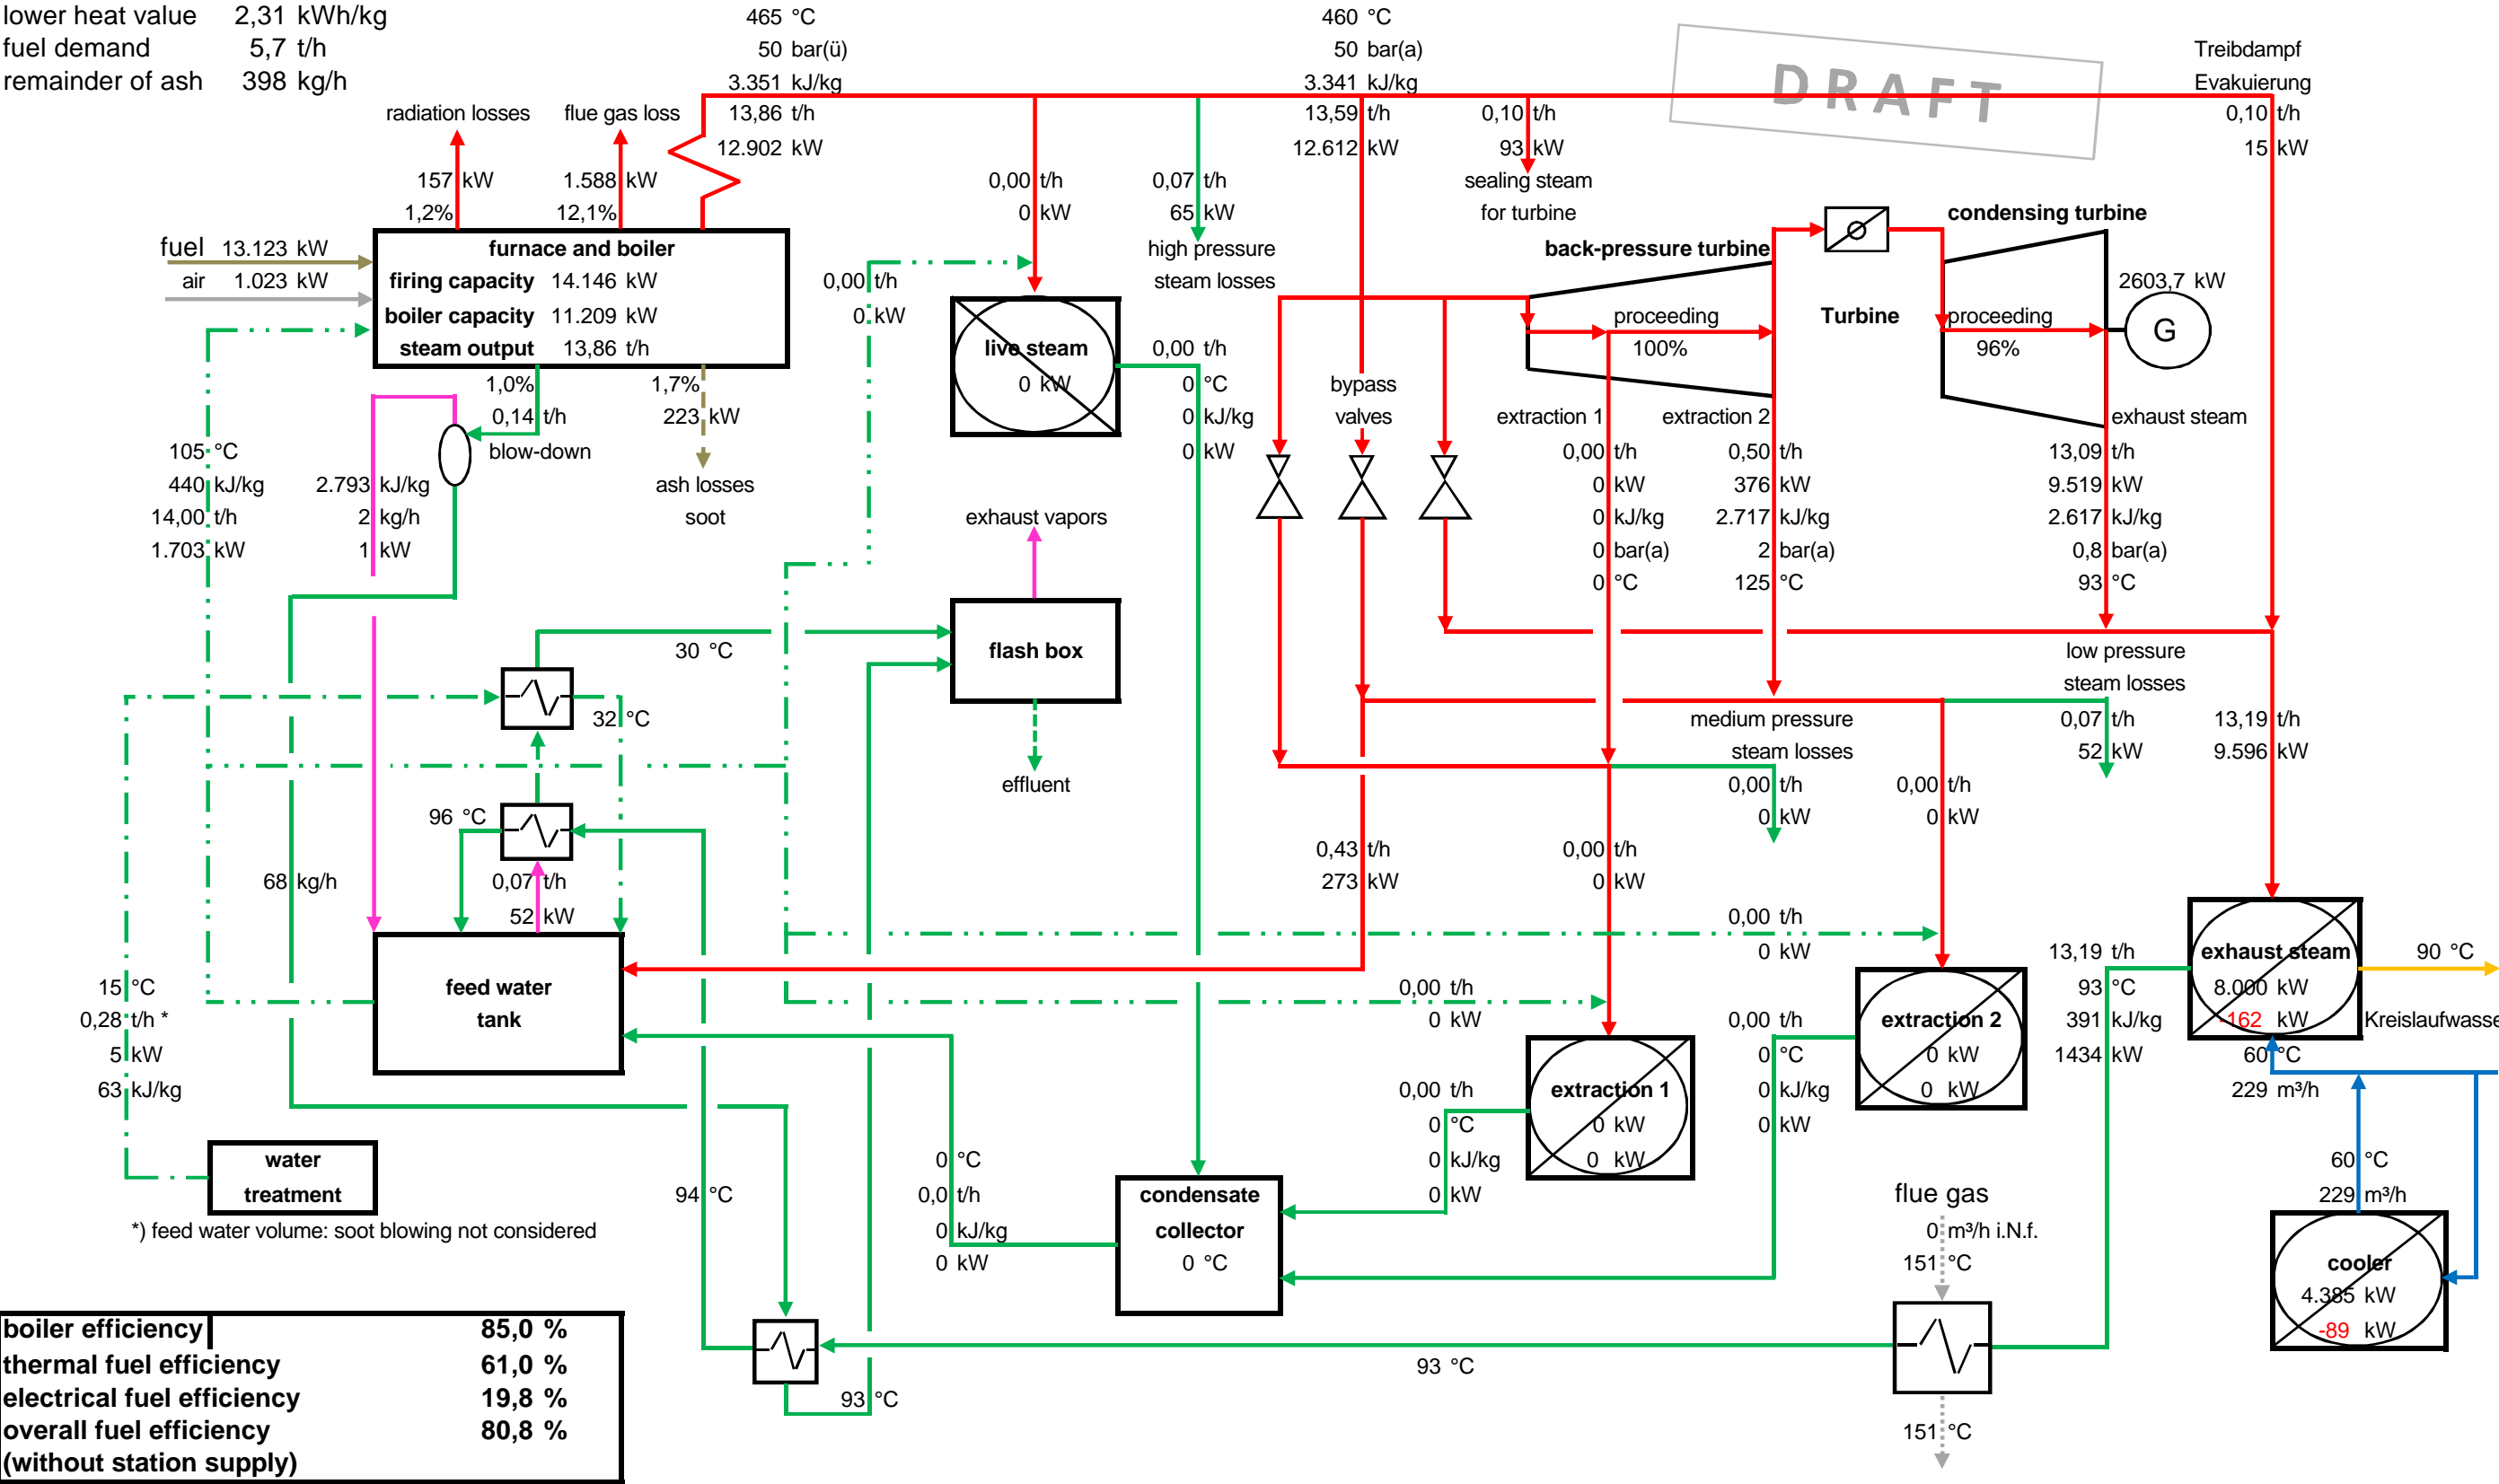 lower heat value 2,31 kWh/kg
fuel demand 5,7 t/h
remainder of ash 398 kg/h
465 °C
50 bar(ü)
3.351 kJ/kg
13,86 t/h
12.902 kW
460 °C
50 bar(a)
3.341 kJ/kg
13,59 t/h
12.612 kW
DRAFT
Treibdampf
Evakuierung
0,10 t/h
15 kW
radiation losses
157 kW
1,2%
flue gas loss
1.588 kW
12,1%
0,00 t/h
0 kW
0,07 t/h
65 kW
high pressure
steam losses
0,10 t/h
93 kW
sealing steam
for turbine
fuel 13.123 kW
air 1.023 kW
furnace and boiler
firing capacity 14.146 kW
boiler capacity 11.209 kW
steam output 13,86 t/h
0,00 t/h
0 kW
live steam
0 kW
0,00 t/h
0 °C
0 kJ/kg
0 kW
back-pressure turbine
proceeding
100%
Turbine
condensing turbine
proceeding
96%
2603,7 kW
G
1,0%
0,14 t/h
blow-down
1,7%
223 kW
ash losses
soot
105 °C
440 kJ/kg
14,00 t/h
1.703 kW
2.793 kJ/kg
2 kg/h
1 kW
bypass
valves
extraction 1
0,00 t/h
0 kW
0 kJ/kg
0 bar(a)
0 °C
extraction 2
0,50 t/h
376 kW
2.717 kJ/kg
2 bar(a)
125 °C
exhaust steam
13,09 t/h
9.519 kW
2.617 kJ/kg
0,8 bar(a)
93 °C
exhaust vapors
flash box
effluent
30 °C
32 °C
96 °C
68 kg/h
0,07 t/h
52 kW
low pressure
steam losses
0,07 t/h
52 kW
13,19 t/h
9.596 kW
medium pressure
steam losses
0,00 t/h
0 kW
0,00 t/h
0 kW
0,43 t/h
273 kW
0,00 t/h
0 kW
0,00 t/h
0 kW
0,00 t/h
0 kW
feed water
tank
15 °C
0,28 t/h *
5 kW
63 kJ/kg
water
treatment
*) feed water volume: soot blowing not considered
94 °C
0 °C
0,0 t/h
0 kJ/kg
0 kW
condensate
collector
0 °C
extraction 1
0 kW
0 kW
0,00 t/h
0 °C
0 kJ/kg
0 kW
extraction 2
0 kW
0 kW
0,00 t/h
0 °C
0 kJ/kg
0 kW
13,19 t/h
93 °C
391 kJ/kg
1434 kW
exhaust steam
8.000 kW
-162 kW
90 °C
Kreislaufwasse
60 °C
229 m³/h
60 °C
229 m³/h
cooler
4.385 kW
-89 kW
flue gas
0 m³/h i.N.f.
151 °C
151 °C
93 °C
93 °C
boiler efficiency 85,0 %
thermal fuel efficiency 61,0 %
electrical fuel efficiency 19,8 %
overall fuel efficiency 80,8 %
(without station supply)